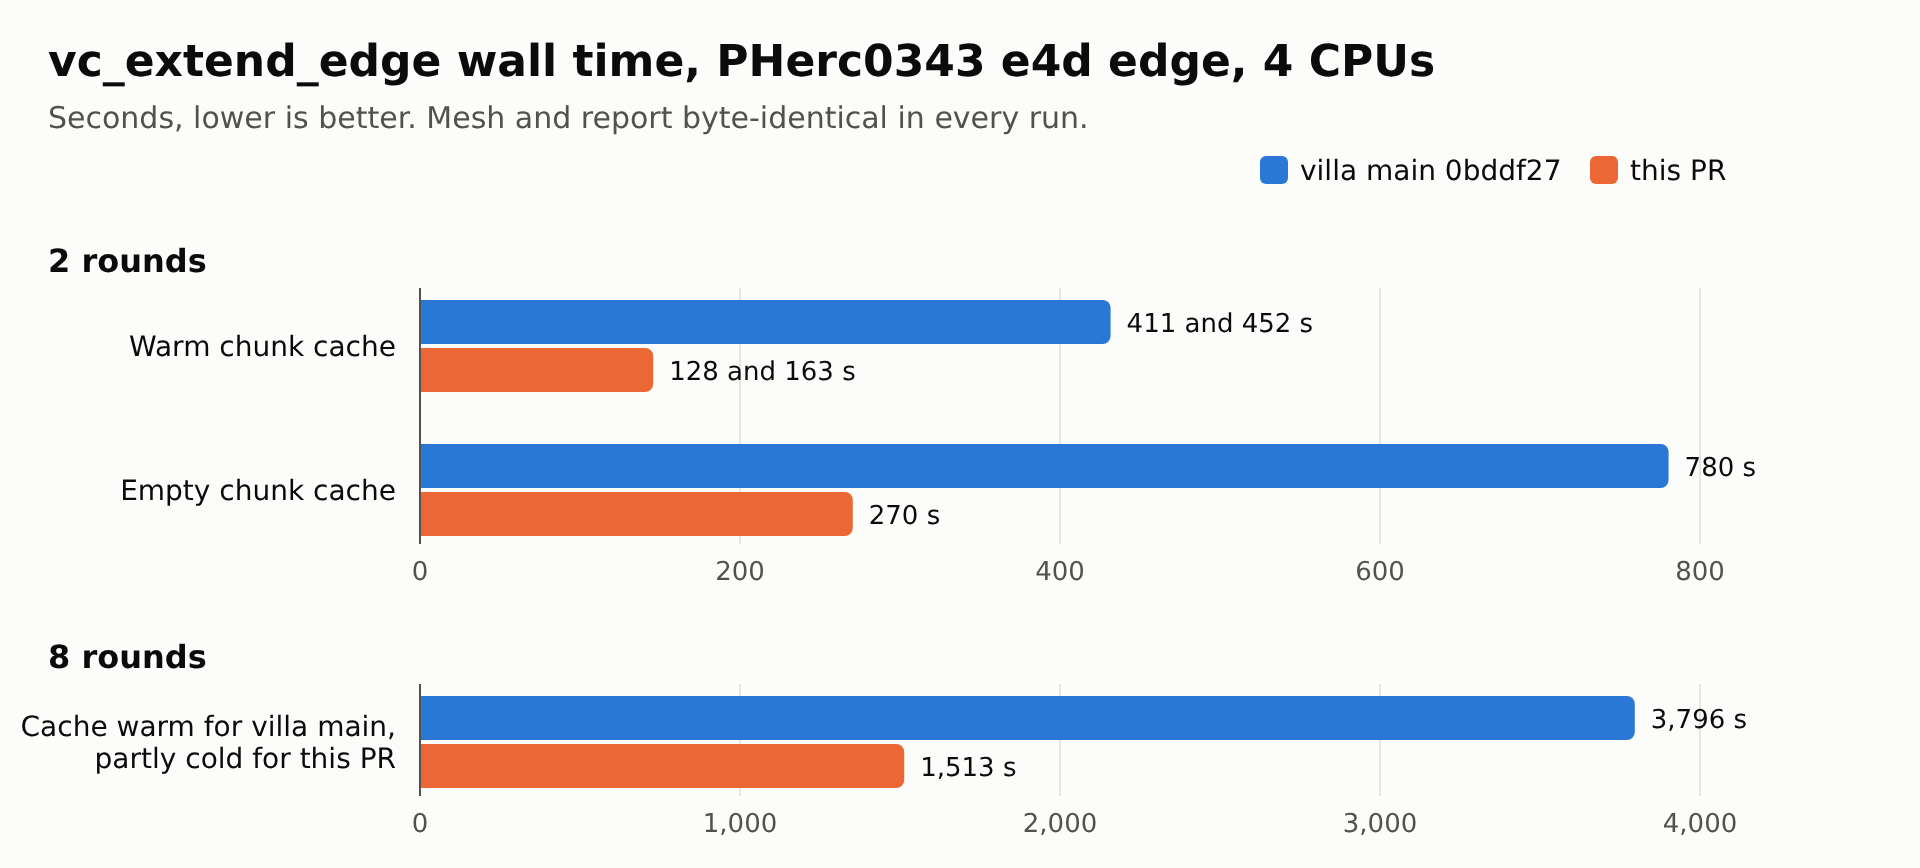 vc_extend_edge wall time, PHerc0343 e4d edge, 4 CPUs
Seconds, lower is better. Mesh and report byte-identical in every run.
villa main 0bddf27
this PR
2 rounds
Warm chunk cache
411 and 452 s
128 and 163 s
Empty chunk cache
780 s
270 s
0 200 400 600 800
8 rounds
Cache warm for villa main,
partly cold for this PR
3,796 s
1,513 s
0 1,000 2,000 3,000 4,000